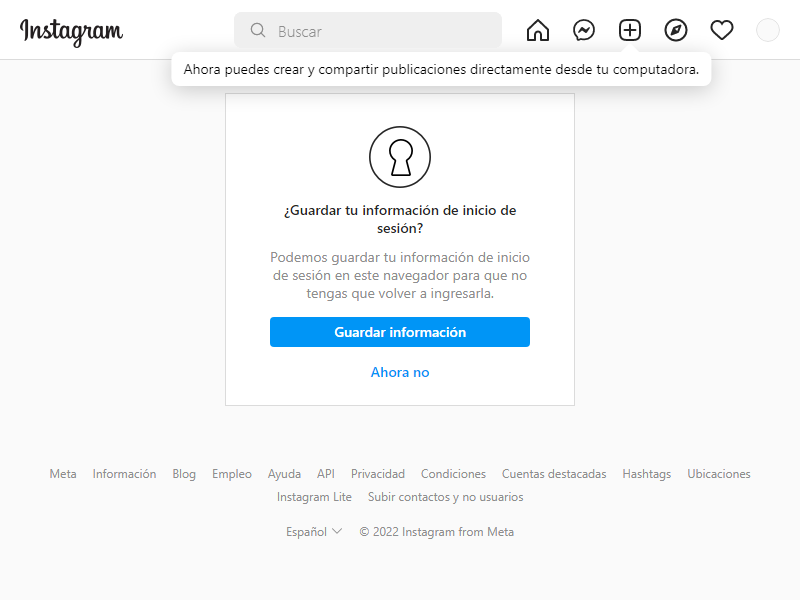 Instagram
Buscar
Ahora puedes crear y compartir publicaciones directamente desde tu computadora.
¿Guardar tu información de inicio de
sesión?
Podemos guardar tu información de inicio
de sesión en este navegador para que no
tengas que volver a ingresarla.
Guardar información
Ahora no
Meta Información Blog Empleo Ayuda API Privacidad Condiciones Cuentas destacadas Hashtags Ubicaciones
Instagram Lite Subir contactos y no usuarios
Español © 2022 Instagram from Meta